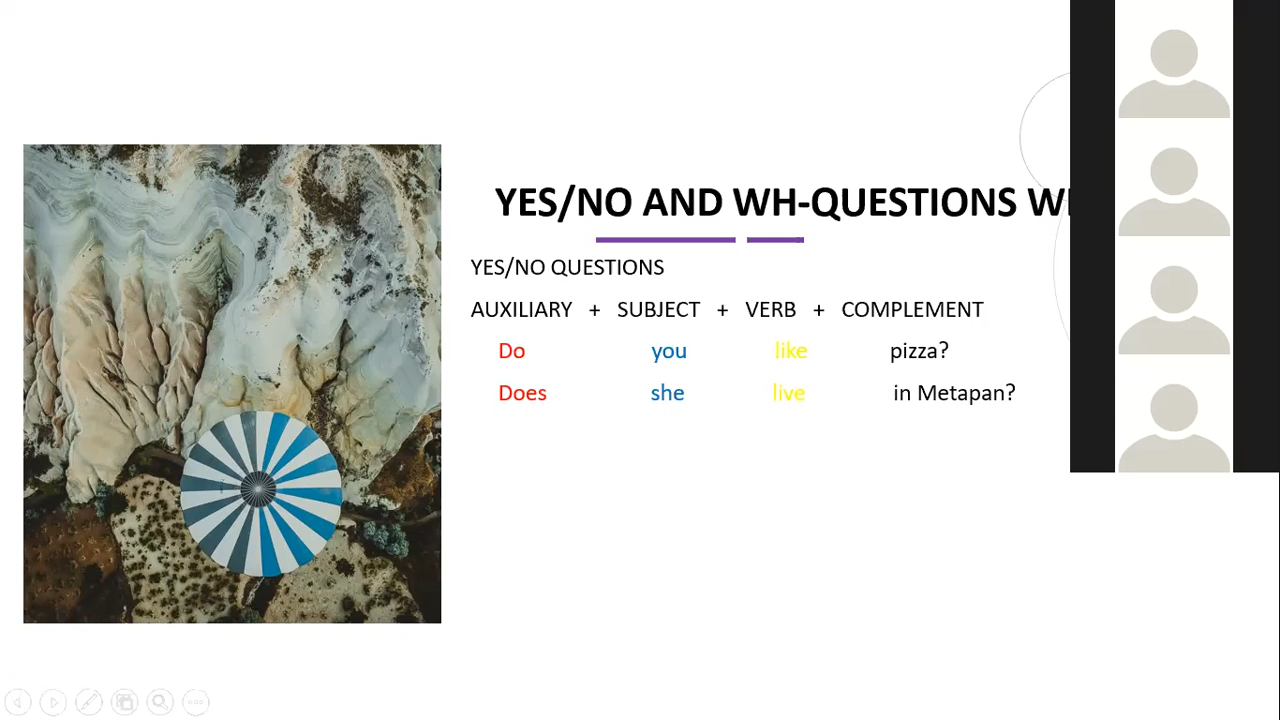 YES/NO AND WH-QUESTIONS
YES/NO QUESTIONS
AUXILIARY + SUBJECT + VERB + COMPLEMENT
Do you like pizza?
Does she live in Metapan?